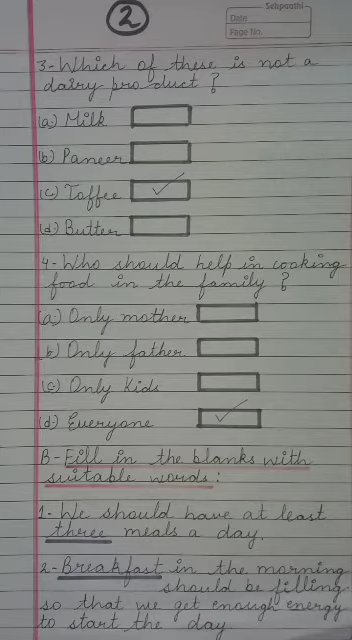 2
Sehpaathi
Date
Page No.
3-Which of these is not a
dairy product ?
(a) Milk
(b) Paneer
(c) Toffee ✓
(d) Butter
4-Who should help in cooking
food in the family ?
(a) Only mother
(b) Only father.
(c) Only Kids
(d) Everyone ✓
B-Fill in the blanks with
suitable words:
1-We should have at least
three meals a day.
2-Breakfast in the morning
should be filling
so that we get enough energy
to start the day